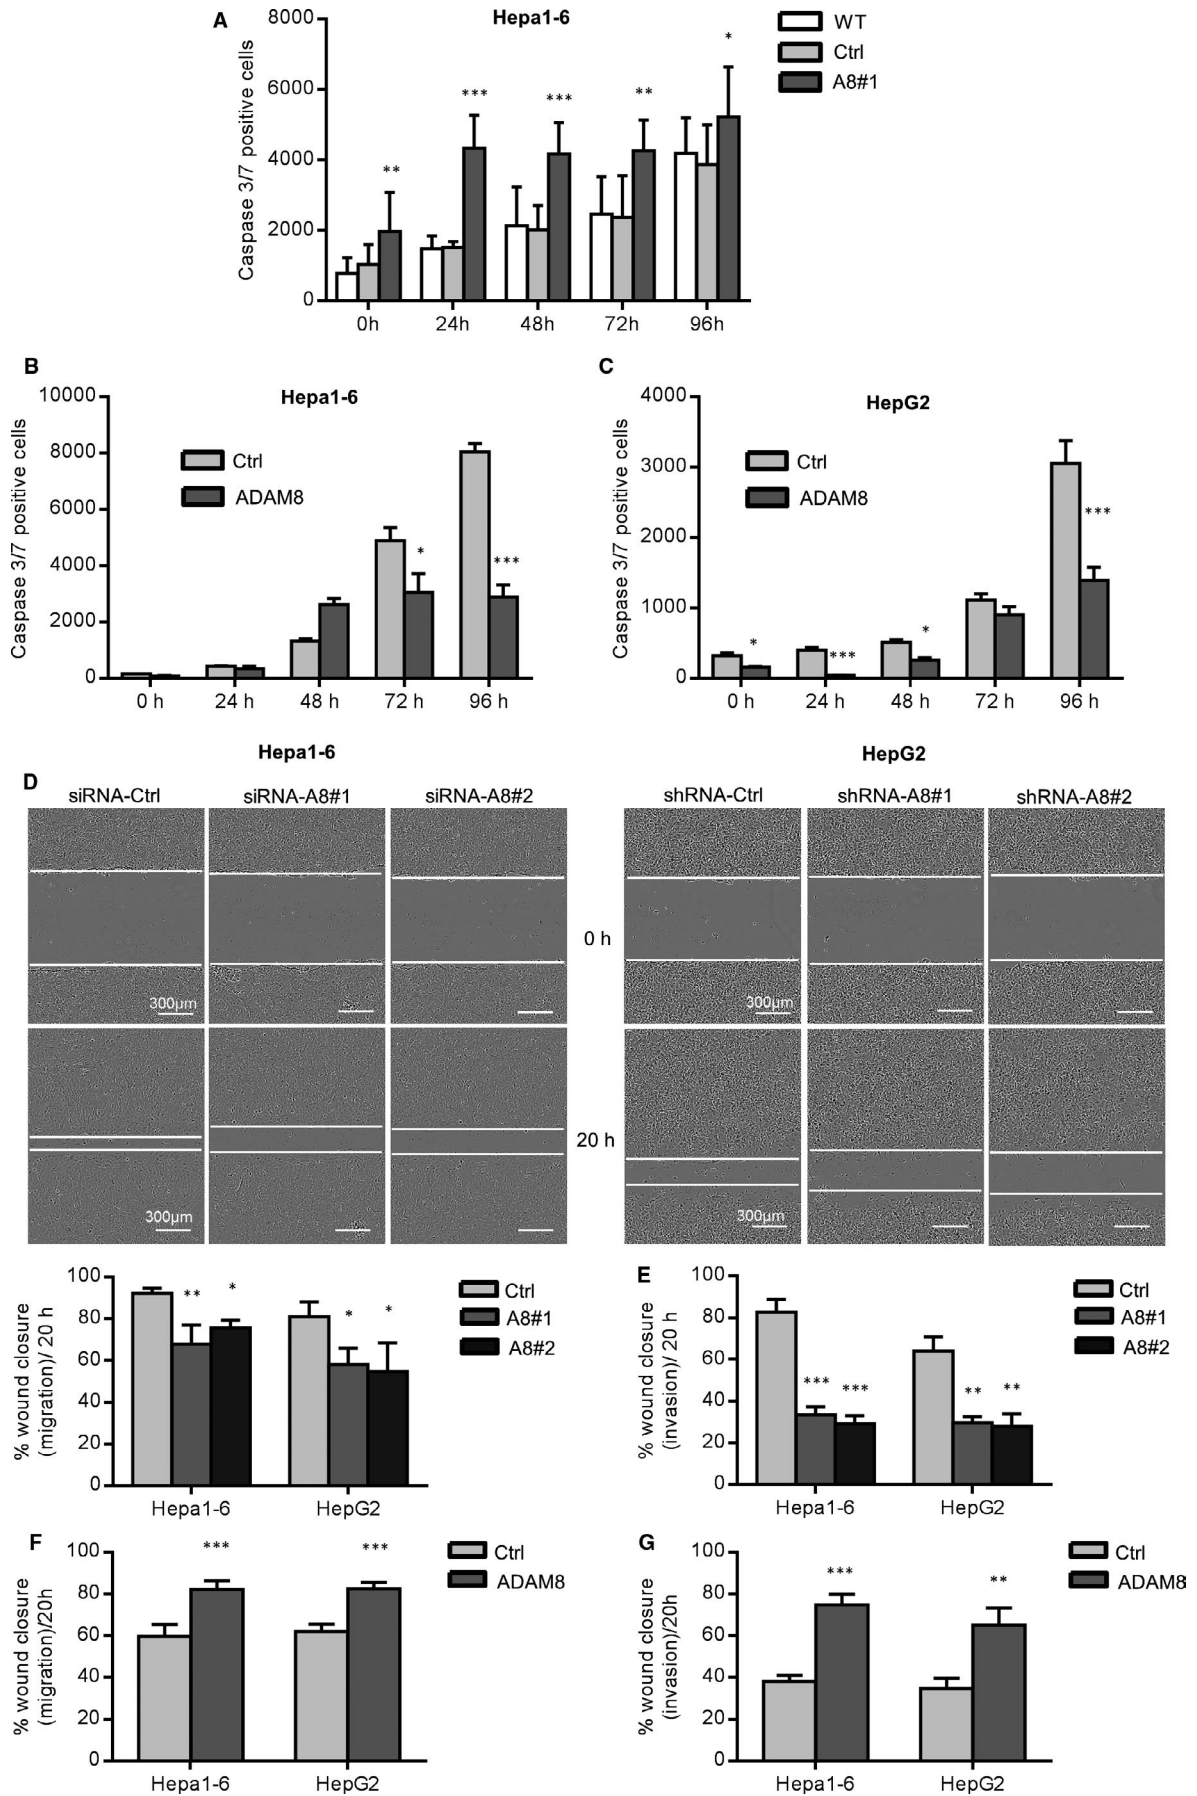 A
Hepa1-6
WT
Ctrl
A8#1
Caspase 3/7 positive cells
8000
6000
4000
2000
0
** *** *** ** *
0h 24h 48h 72h 96h
B
Hepa1-6
Ctrl
ADAM8
Caspase 3/7 positive cells
10000
8000
6000
4000
2000
0
* ***
0 h 24 h 48 h 72 h 96 h
C
HepG2
Ctrl
ADAM8
Caspase 3/7 positive cells
4000
3000
2000
1000
0
* *** * ***
0 h 24 h 48 h 72 h 96 h
D
Hepa1-6
HepG2
siRNA-Ctrl siRNA-A8#1 siRNA-A8#2
shRNA-Ctrl shRNA-A8#1 shRNA-A8#2
0 h
300µm
300µm
20 h
300µm
300µm
% wound closure
(migration)/ 20 h
100
80
60
40
20
0
** * * *
Ctrl
A8#1
A8#2
Hepa1-6 HepG2
E
% wound closure
(invasion)/ 20 h
100
80
60
40
20
0
*** *** ** **
Ctrl
A8#1
A8#2
Hepa1-6 HepG2
F
% wound closure
(migration)/20h
100
80
60
40
20
0
*** ***
Ctrl
ADAM8
Hepa1-6 HepG2
G
% wound closure
(invasion)/20h
100
80
60
40
20
0
*** **
Ctrl
ADAM8
Hepa1-6 HepG2